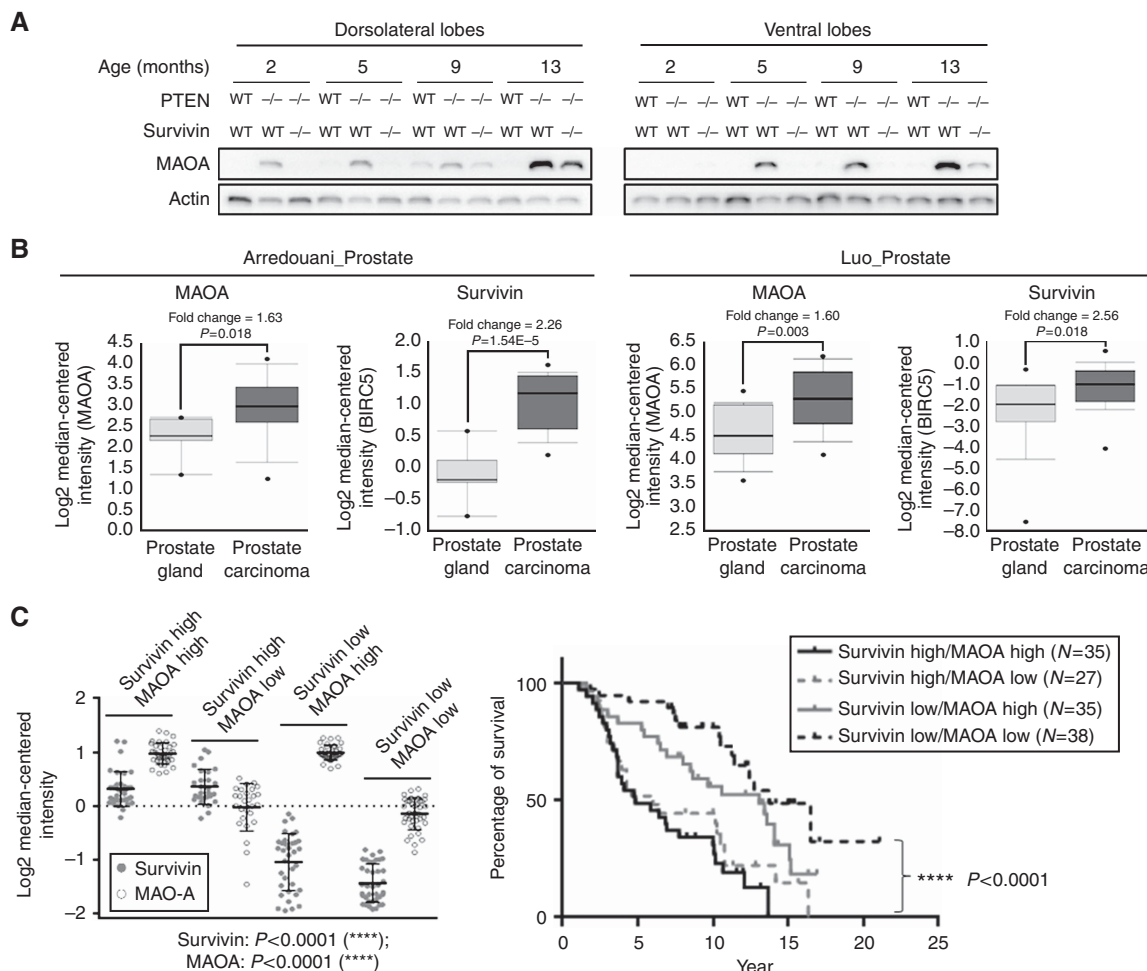 A
Dorsolateral lobes
Ventral lobes
Age (months) 2 5 9 13 2 5 9 13
PTEN WT –/– –/– WT –/– –/– WT –/– –/– WT –/– –/– WT –/– –/– WT –/– –/– WT –/– –/– WT –/– –/–
Survivin WT WT –/– WT WT –/– WT WT –/– WT WT –/– WT WT –/– WT WT –/– WT WT –/– WT WT –/–
MAOA
Actin
B
Arredouani_Prostate
Luo_Prostate
MAOA
Fold change = 1.63
P=0.018
Log2 median-centered
intensity (MAOA)
4.5
4.0
3.5
3.0
2.5
2.0
1.5
1.0
0.5
0.0
Prostate gland
Prostate carcinoma
Survivin
Fold change = 2.26
P=1.54E–5
Log2 median-centered
intensity (BIRC5)
2.0
1.5
1.0
0.5
0.0
–0.5
–1.0
Prostate gland
Prostate carcinoma
MAOA
Fold change = 1.60
P=0.003
Log2 median-centered
intensity (MAOA)
6.5
6.0
5.5
5.0
4.5
4.0
3.5
3.0
2.5
Prostate gland
Prostate carcinoma
Survivin
Fold change = 2.56
P=0.018
Log2 median-centered
intensity (BIRC5)
1.0
0.0
–1.0
–2.0
–3.0
–4.0
–5.0
–6.0
–7.0
–8.0
Prostate gland
Prostate carcinoma
C
Survivin high
MAOA high
Survivin high
MAOA low
Survivin low
MAOA high
Survivin low
MAOA low
Log2 median-centered
intensity
2
1
0
–1
–2
Survivin
MAO-A
Survivin: P<0.0001 (****);
MAOA: P<0.0001 (****)
Survivin high/MAOA high (N=35)
Survivin high/MAOA low (N=27)
Survivin low/MAOA high (N=35)
Survivin low/MAOA low (N=38)
Percentage of survival
100
50
0
**** P<0.0001
0 5 10 15 20 25
Year